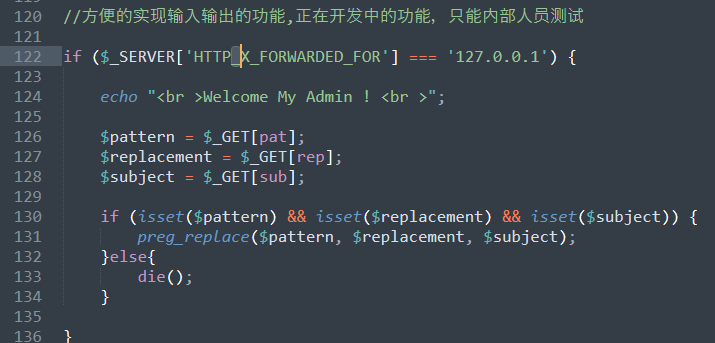 120 //方便的实现输入输出的功能,正在开发中的功能, 只能内部人员测试
121
122 if ($_SERVER['HTTP_X_FORWARDED_FOR'] === '127.0.0.1') {
123
124 echo "<br >Welcome My Admin ! <br >";
125
126 $pattern = $_GET[pat];
127 $replacement = $_GET[rep];
128 $subject = $_GET[sub];
129
130 if (isset($pattern) && isset($replacement) && isset($subject)) {
131 preg_replace($pattern, $replacement, $subject);
132 }else{
133 die();
134 }
135
136 }